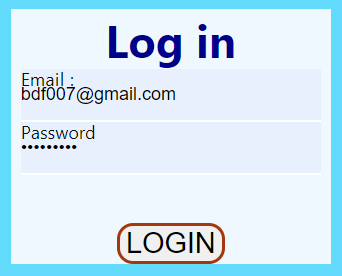 Log in
Email :
bdf007@gmail.com
Password
•••••••••
LOGIN